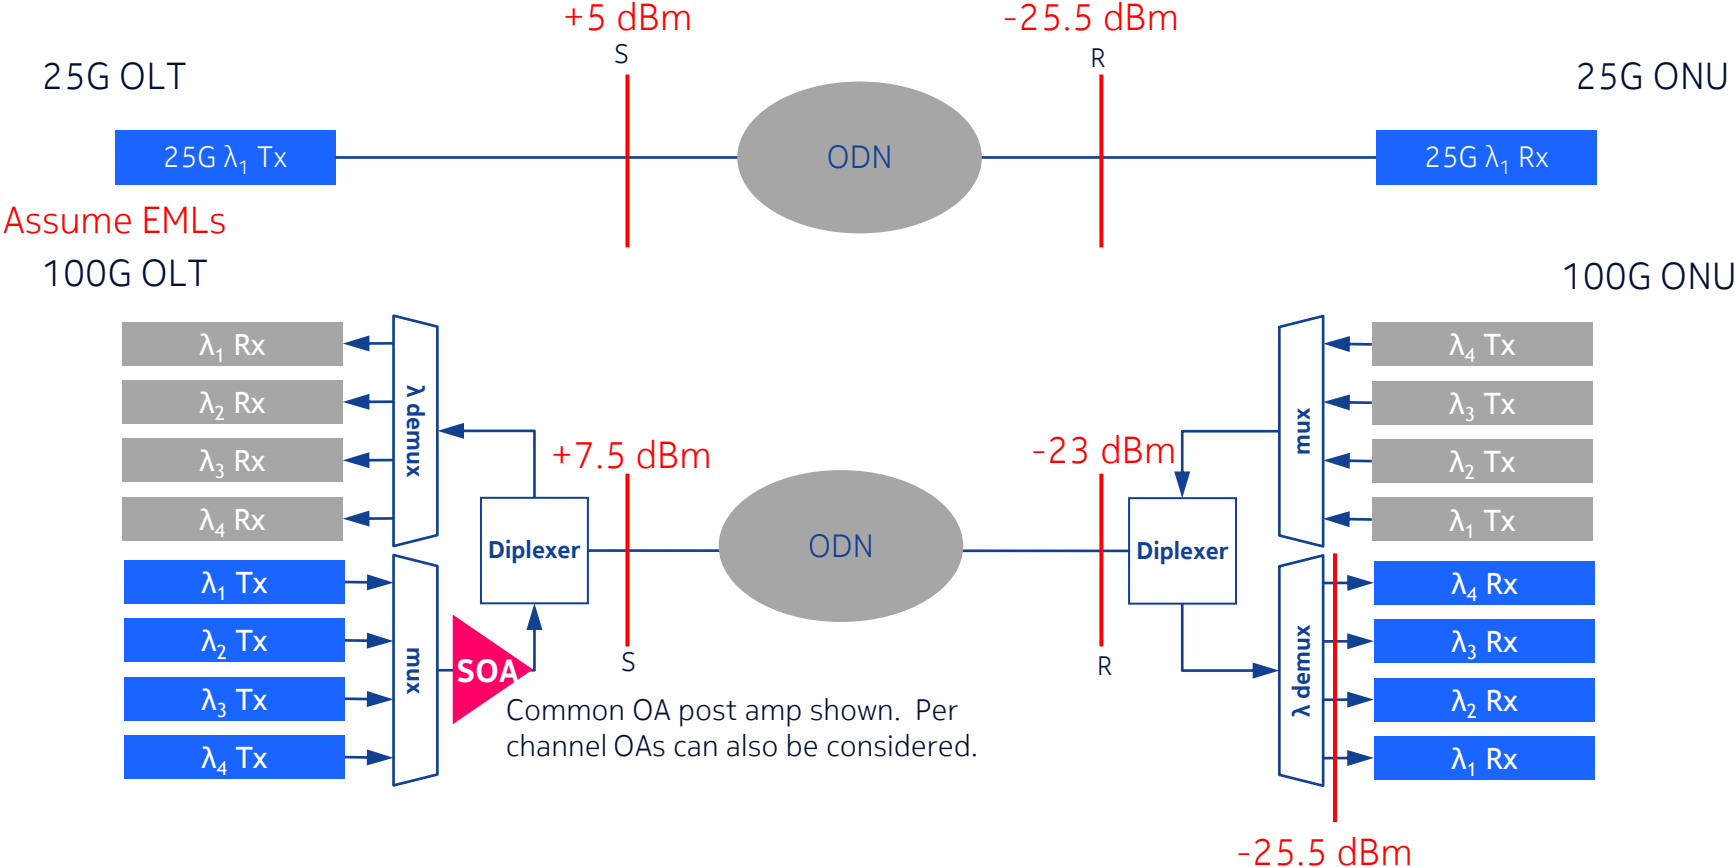 +5 dBm
-25.5 dBm
S
R
25G OLT
25G ONU
25G λ₁ Tx
ODN
25G λ₁ Rx
Assume EMLs
100G OLT
100G ONU
λ₁ Rx
λ₂ Rx
λ₃ Rx
λ₄ Rx
λ demux
λ₁ Tx
λ₂ Tx
λ₃ Tx
λ₄ Tx
mux
SOA
Diplexer
+7.5 dBm
S
ODN
-23 dBm
R
Diplexer
Common OA post amp shown.  Per
channel OAs can also be considered.
mux
λ₄ Tx
λ₃ Tx
λ₂ Tx
λ₁ Tx
λ demux
λ₄ Rx
λ₃ Rx
λ₂ Rx
λ₁ Rx
-25.5 dBm